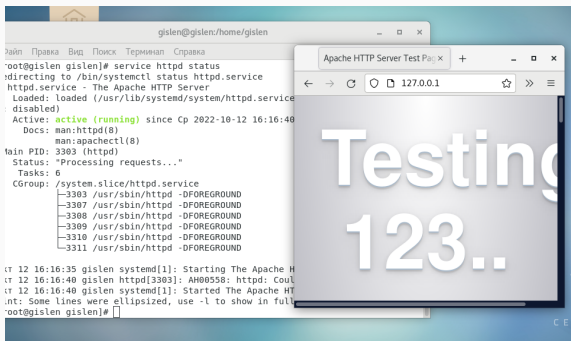 gislen@gislen:/home/gislen
Файл Правка Вид Поиск Терминал Справка
root@gislen gislen]# service httpd status
edirecting to /bin/systemctl status httpd.service
httpd.service - The Apache HTTP Server
Loaded: loaded (/usr/lib/systemd/system/httpd.service
disabled)
Active: active (running) since Ср 2022-10-12 16:16:40
Docs: man:httpd(8)
man:apachectl(8)
Main PID: 3303 (httpd)
Status: "Processing requests..."
Tasks: 6
CGroup: /system.slice/httpd.service
├─3303 /usr/sbin/httpd -DFOREGROUND
├─3307 /usr/sbin/httpd -DFOREGROUND
├─3308 /usr/sbin/httpd -DFOREGROUND
├─3309 /usr/sbin/httpd -DFOREGROUND
├─3310 /usr/sbin/httpd -DFOREGROUND
└─3311 /usr/sbin/httpd -DFOREGROUND
кт 12 16:16:35 gislen systemd[1]: Starting The Apache H
кт 12 16:16:40 gislen httpd[3303]: AH00558: httpd: Coul
кт 12 16:16:40 gislen systemd[1]: Started The Apache HT
int: Some lines were ellipsized, use -l to show in full
root@gislen gislen]#
Apache HTTP Server Test Pag
127.0.0.1
Testing
123..
C E